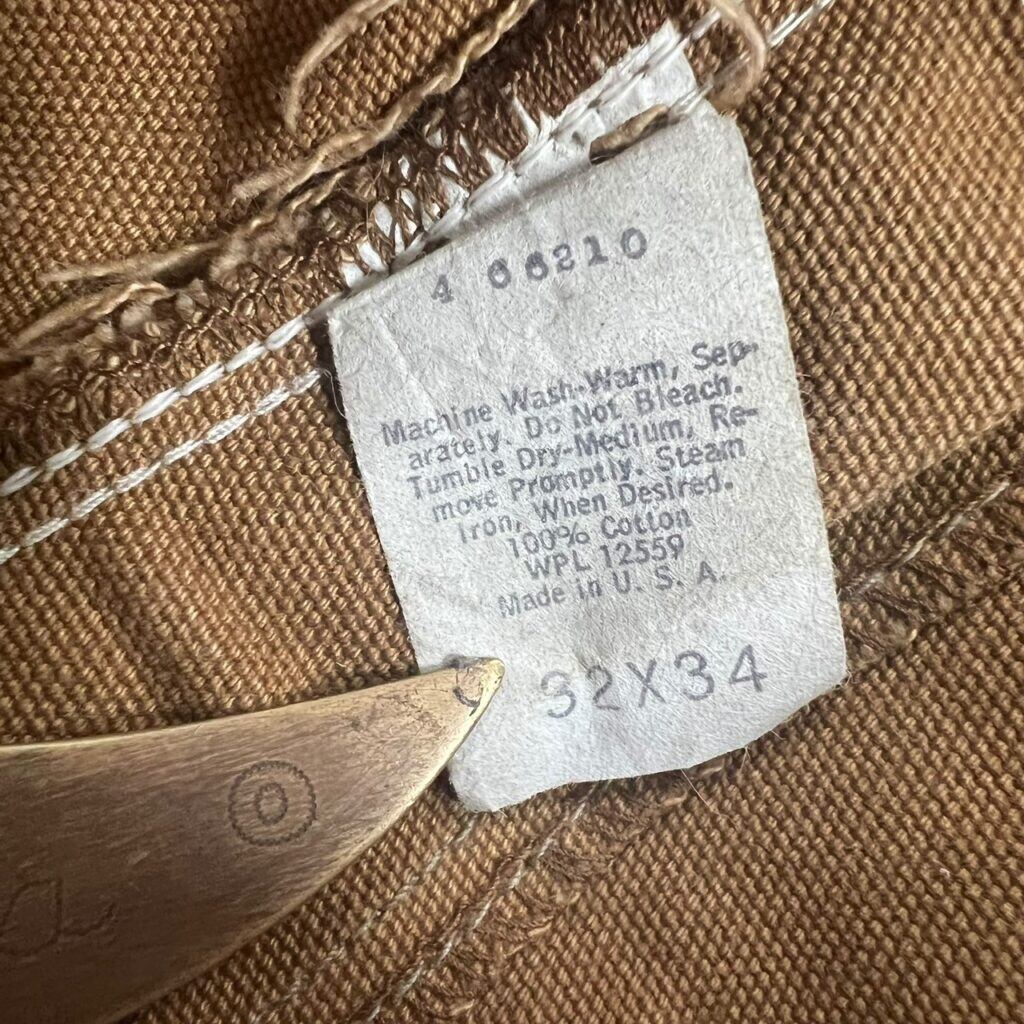 4 66210
Machine Wash-Warm, Sep-
arately. Do Not Bleach.
Tumble Dry-Medium, Re-
move Promptly. Steam
Iron, When Desired.
100% Cotton
WPL 12559
Made in U. S. A.
32X34